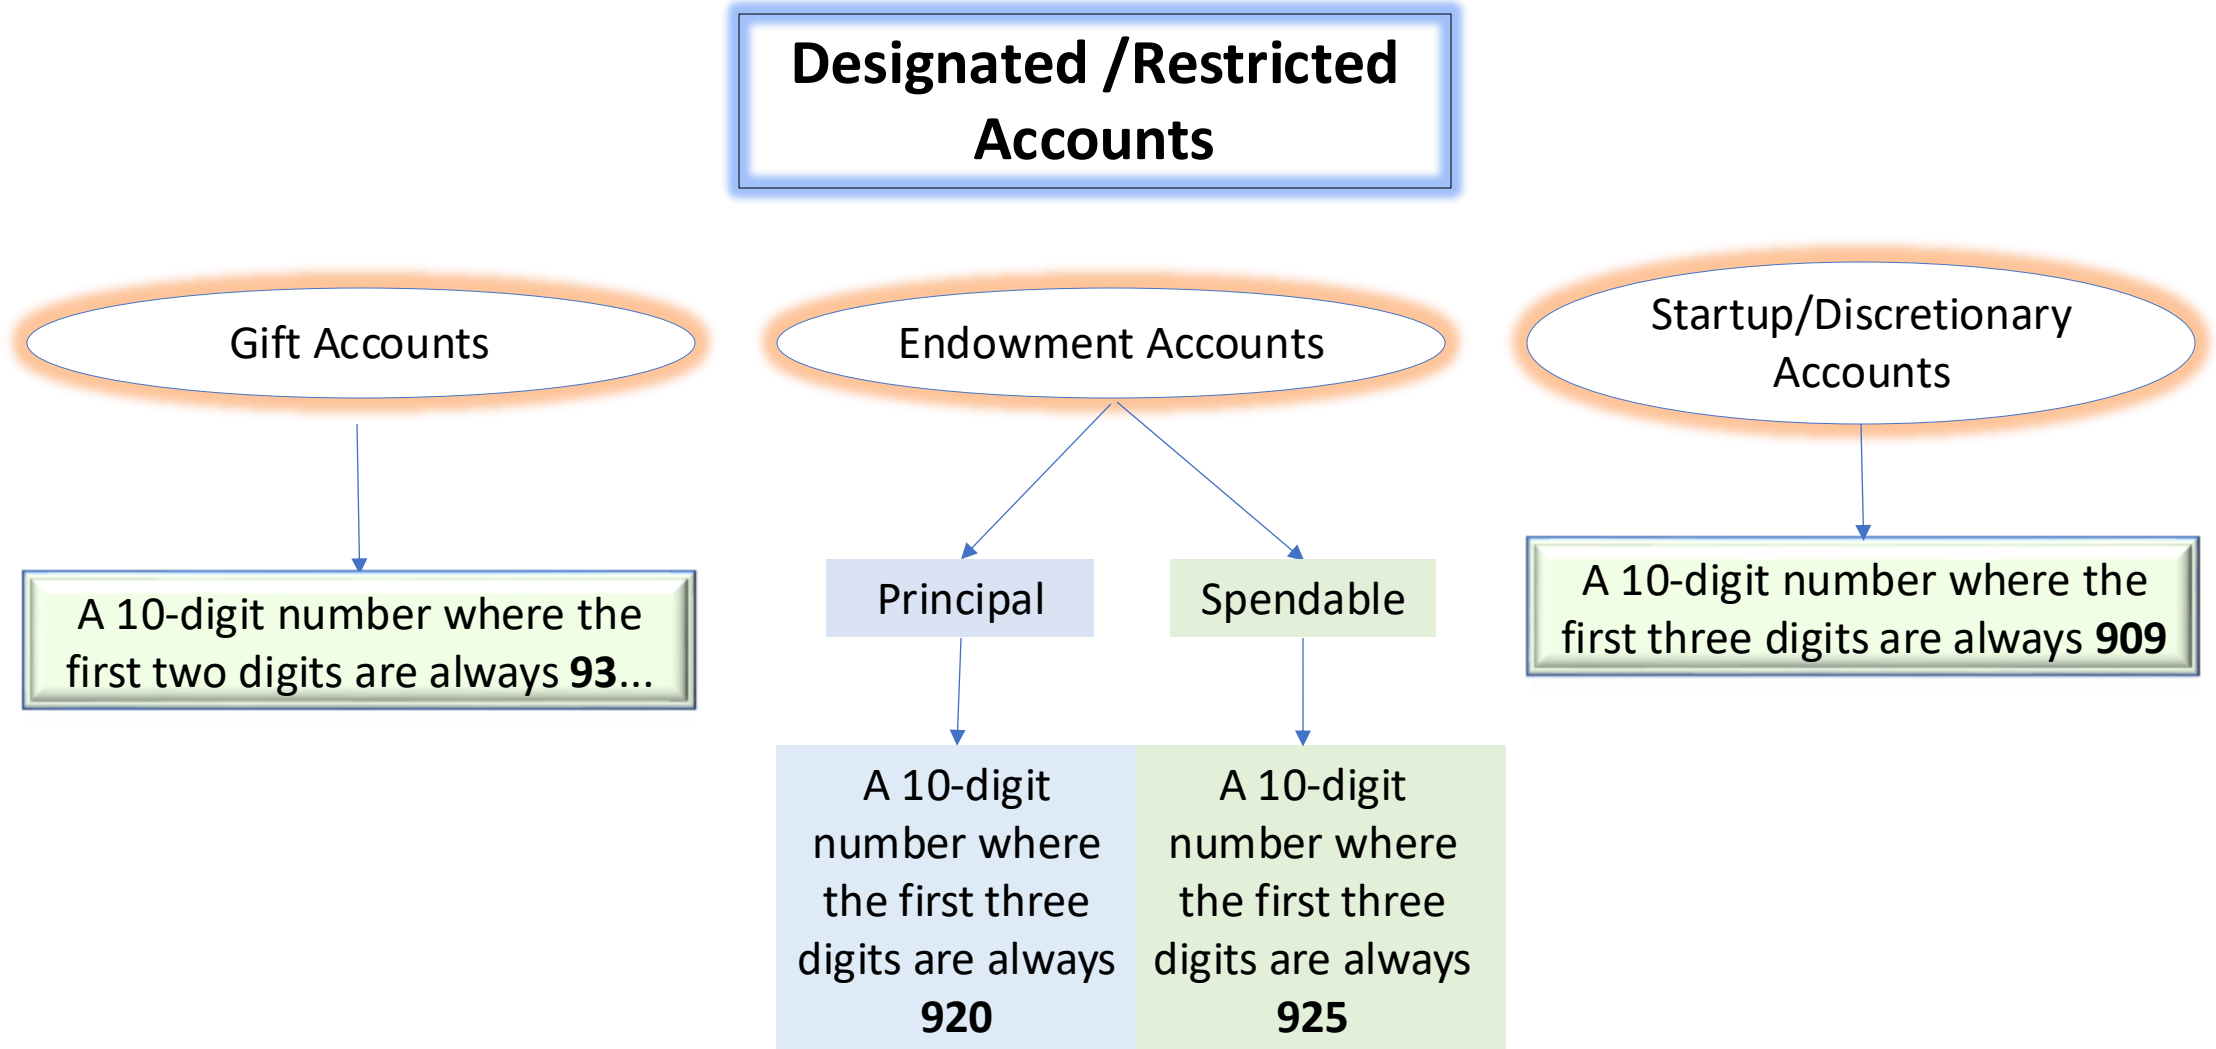 Designated /Restricted
Accounts
Gift Accounts
Endowment Accounts
Startup/Discretionary
Accounts
A 10-digit number where the
first two digits are always 93...
Principal
Spendable
A 10-digit number where the
first three digits are always 909
A 10-digit
number where
the first three
digits are always
920
A 10-digit
number where
the first three
digits are always
925